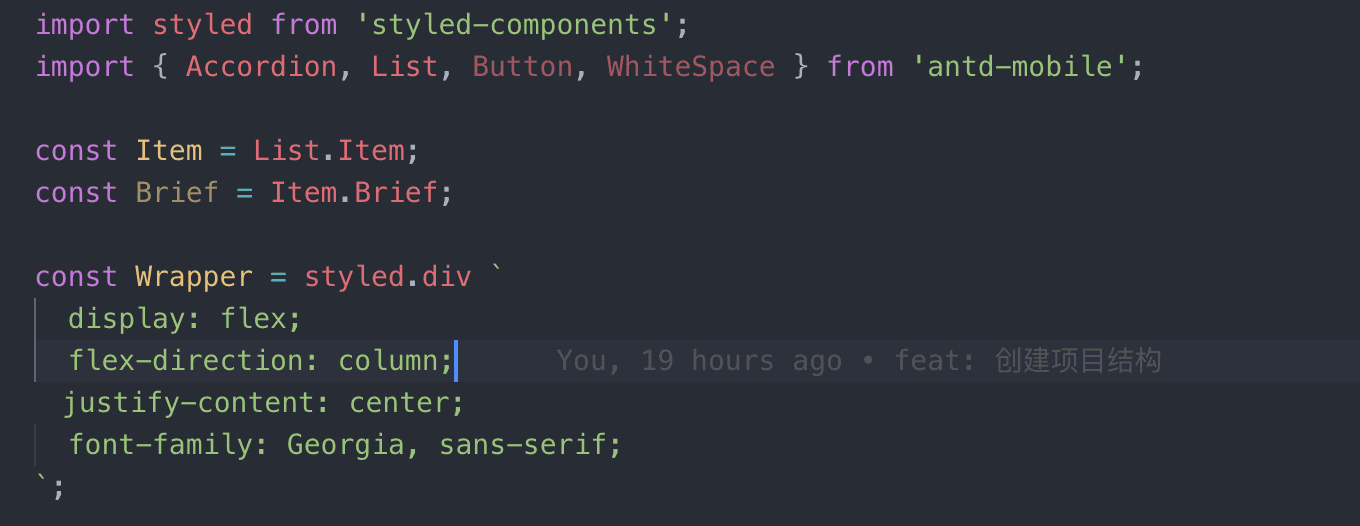 import styled from 'styled-components';
import { Accordion, List, Button, WhiteSpace } from 'antd-mobile';
const Item = List.Item;
const Brief = Item.Brief;
const Wrapper = styled.div `
display: flex;
flex-direction: column; You, 19 hours ago • feat: 创建项目结构
justify-content: center;
font-family: Georgia, sans-serif;
`;